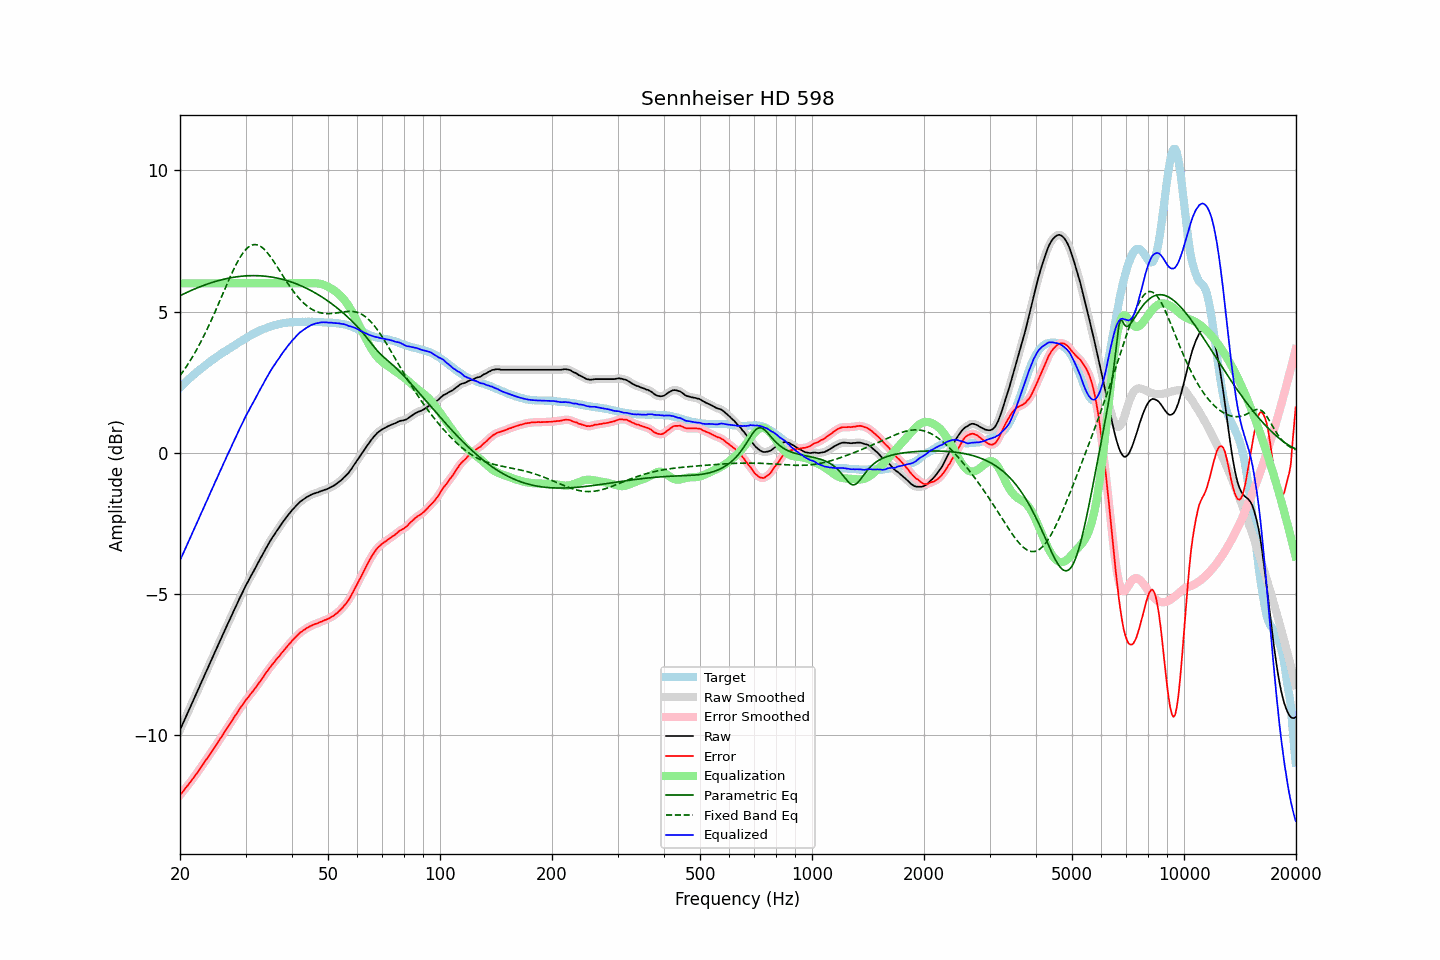 Sennheiser HD 598
Amplitude (dBr)
10
5
0
−5
−10
Target
Raw Smoothed
Error Smoothed
Raw
Error
Equalization
Parametric Eq
Fixed Band Eq
Equalized
20 50 100 200 500 1000 2000 5000 10000 20000
Frequency (Hz)